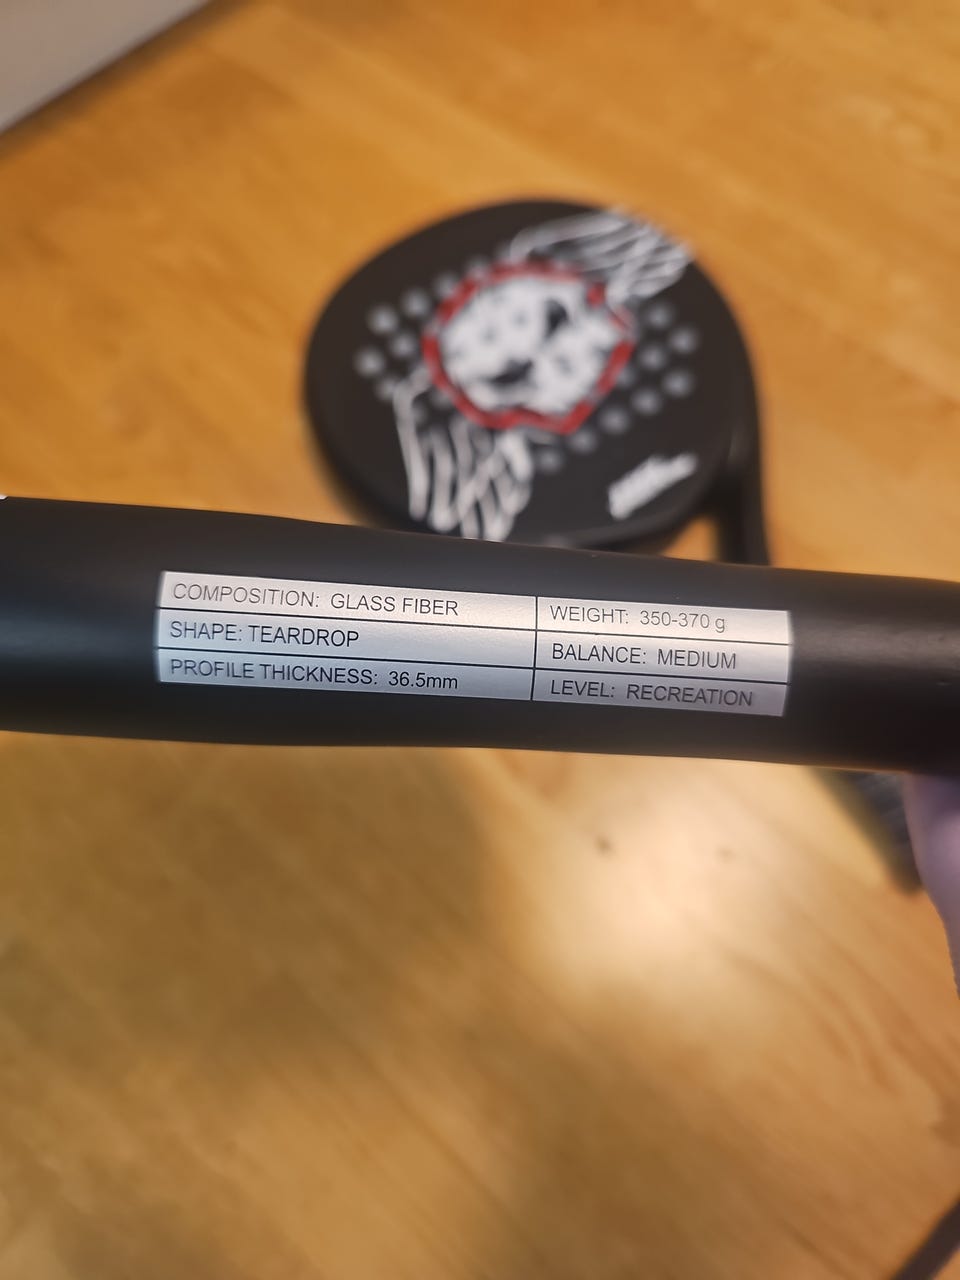 COMPOSITION: GLASS FIBER
SHAPE: TEARDROP
PROFILE THICKNESS: 36.5mm
WEIGHT: 350-370 g
BALANCE: MEDIUM
LEVEL: RECREATION